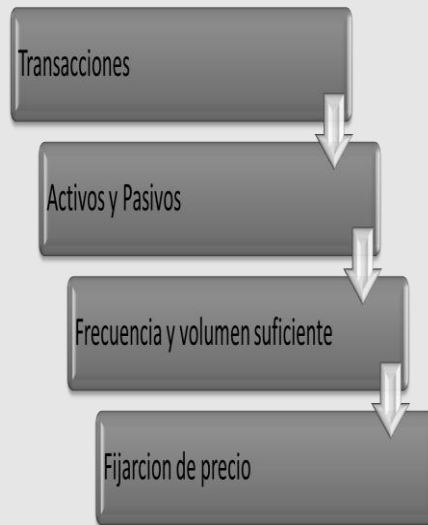 Transacciones
Activos y Pasivos
Frecuencia y volumen suficiente
Fijarcion de precio